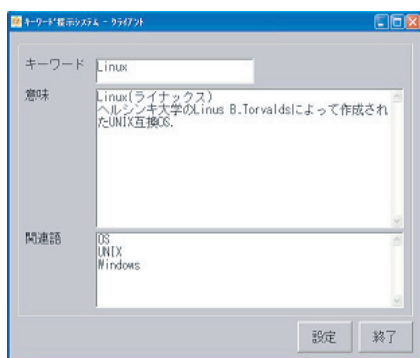 キーワード指示システム - クライアント
キーワード Linux
意味
Linux(ライナックス)
ヘルシンキ大学のLinus B.Torvaldsによって作成され
たUNIX互換OS.
関連語
OS
UNIX
Windows
設定 終了